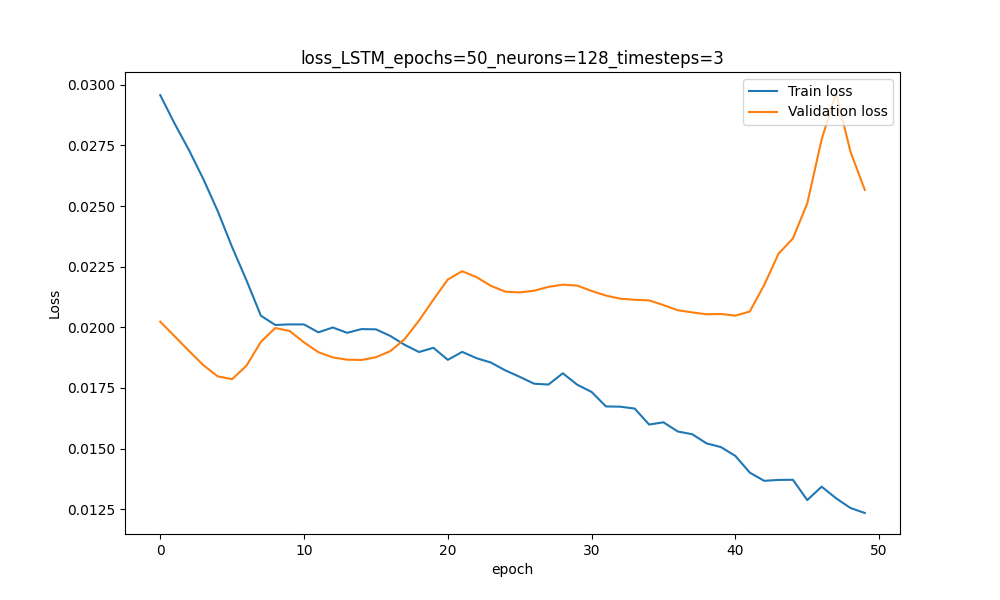 loss_LSTM_epochs=50_neurons=128_timesteps=3
Train loss
Validation loss
0.0300
0.0275
0.0250
0.0225
0.0200
0.0175
0.0150
0.0125
Loss
0
10
20
30
40
50
epoch